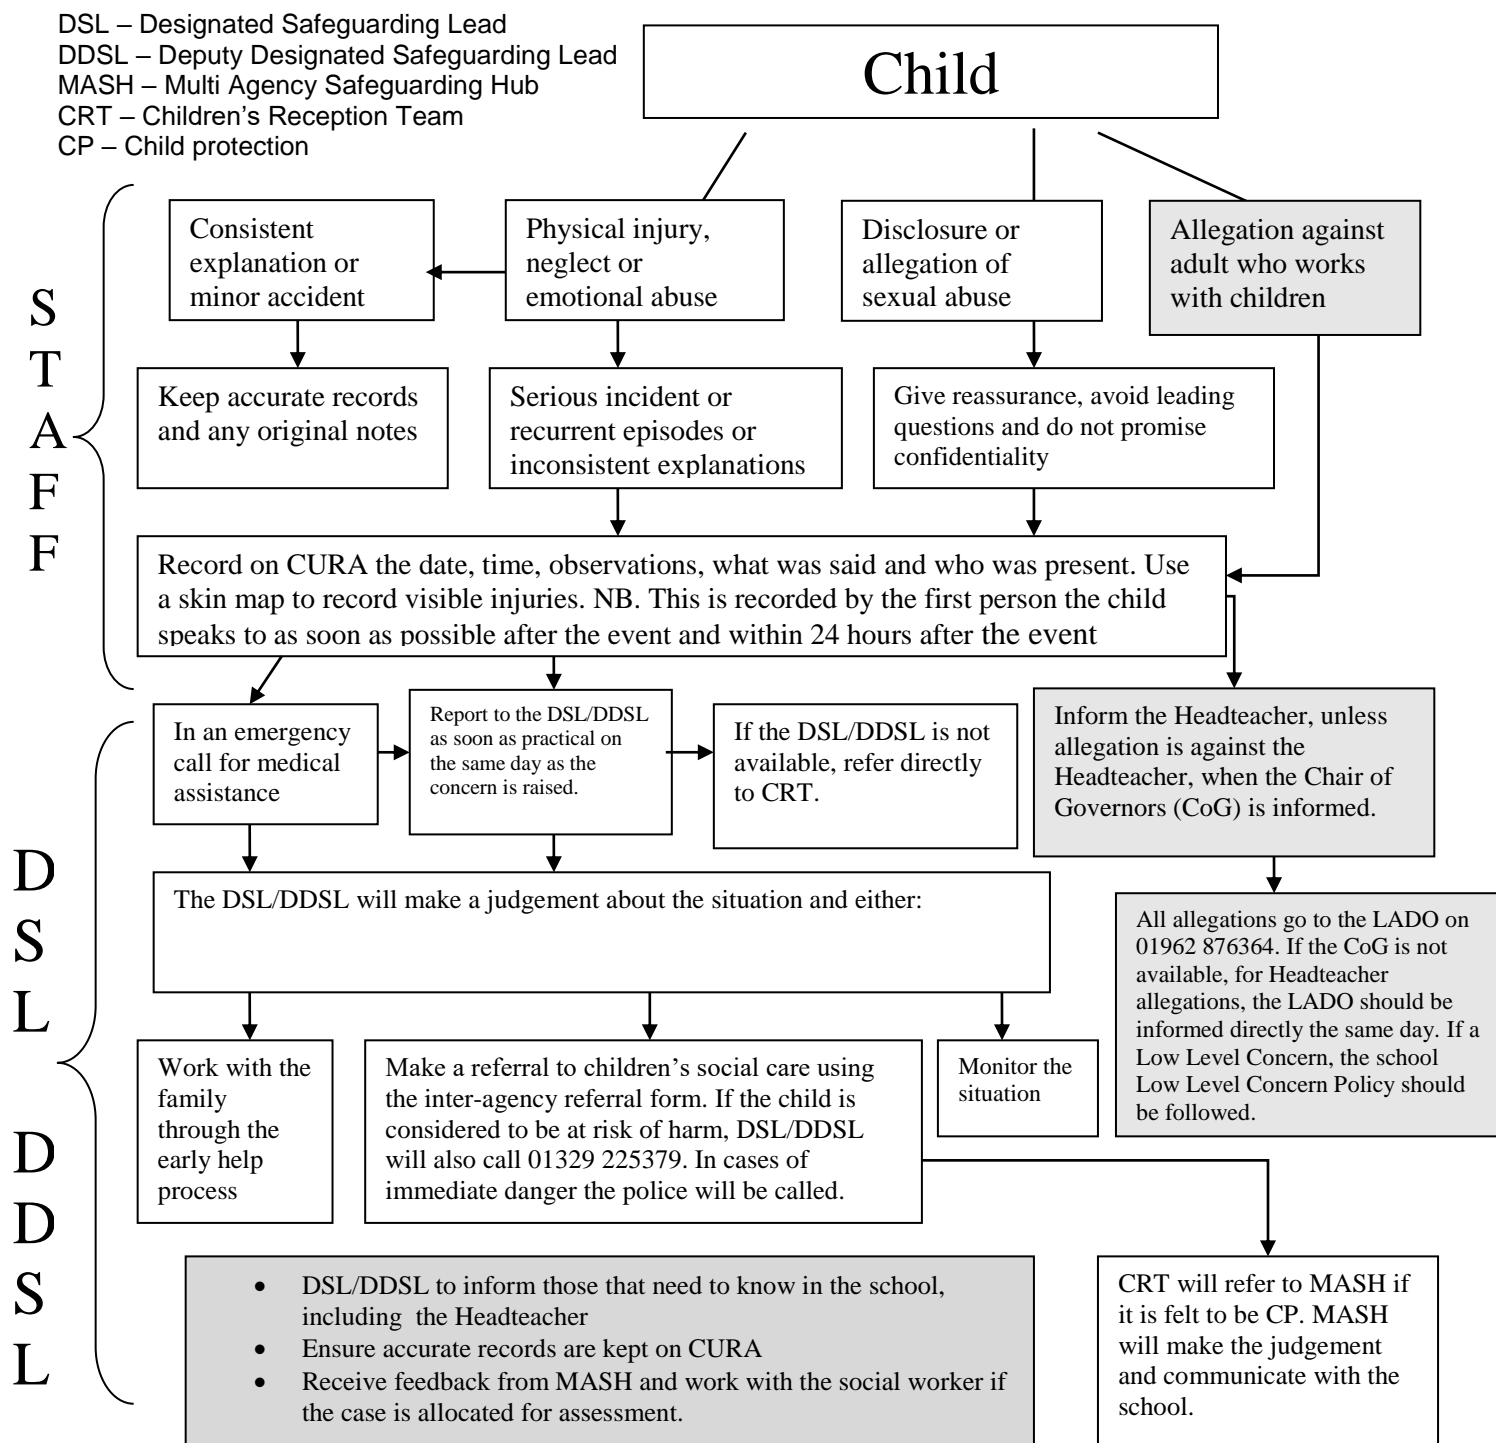 DSL – Designated Safeguarding Lead
DDSL – Deputy Designated Safeguarding Lead
MASH – Multi Agency Safeguarding Hub
CRT – Children's Reception Team
CP – Child protection
Child
S
T
A
F
F
Consistent
explanation or
minor accident
Physical injury,
neglect or
emotional abuse
Disclosure or
allegation of
sexual abuse
Allegation against
adult who works
with children
Keep accurate records
and any original notes
Serious incident or
recurrent episodes or
inconsistent explanations
Give reassurance, avoid leading
questions and do not promise
confidentiality
Record on CURA the date, time, observations, what was said and who was present. Use
a skin map to record visible injuries. NB. This is recorded by the first person the child
speaks to as soon as possible after the event and within 24 hours after the event
D
S
L
D
D
S
L
In an emergency
call for medical
assistance
Report to the DSL/DDSL
as soon as practical on
the same day as the
concern is raised.
If the DSL/DDSL is not
available, refer directly
to CRT.
Inform the Headteacher, unless
allegation is against the
Headteacher, when the Chair of
Governors (CoG) is informed.
The DSL/DDSL will make a judgement about the situation and either:
All allegations go to the LADO on
01962 876364. If the CoG is not
available, for Headteacher
allegations, the LADO should be
informed directly the same day. If a
Low Level Concern, the school
Low Level Concern Policy should
be followed.
Work with the
family
through the
early help
process
Make a referral to children's social care using
the inter-agency referral form. If the child is
considered to be at risk of harm, DSL/DDSL
will also call 01329 225379. In cases of
immediate danger the police will be called.
Monitor the
situation
• DSL/DDSL to inform those that need to know in the school,
including the Headteacher
• Ensure accurate records are kept on CURA
• Receive feedback from MASH and work with the social worker if
the case is allocated for assessment.
CRT will refer to MASH if
it is felt to be CP. MASH
will make the judgement
and communicate with the
school.